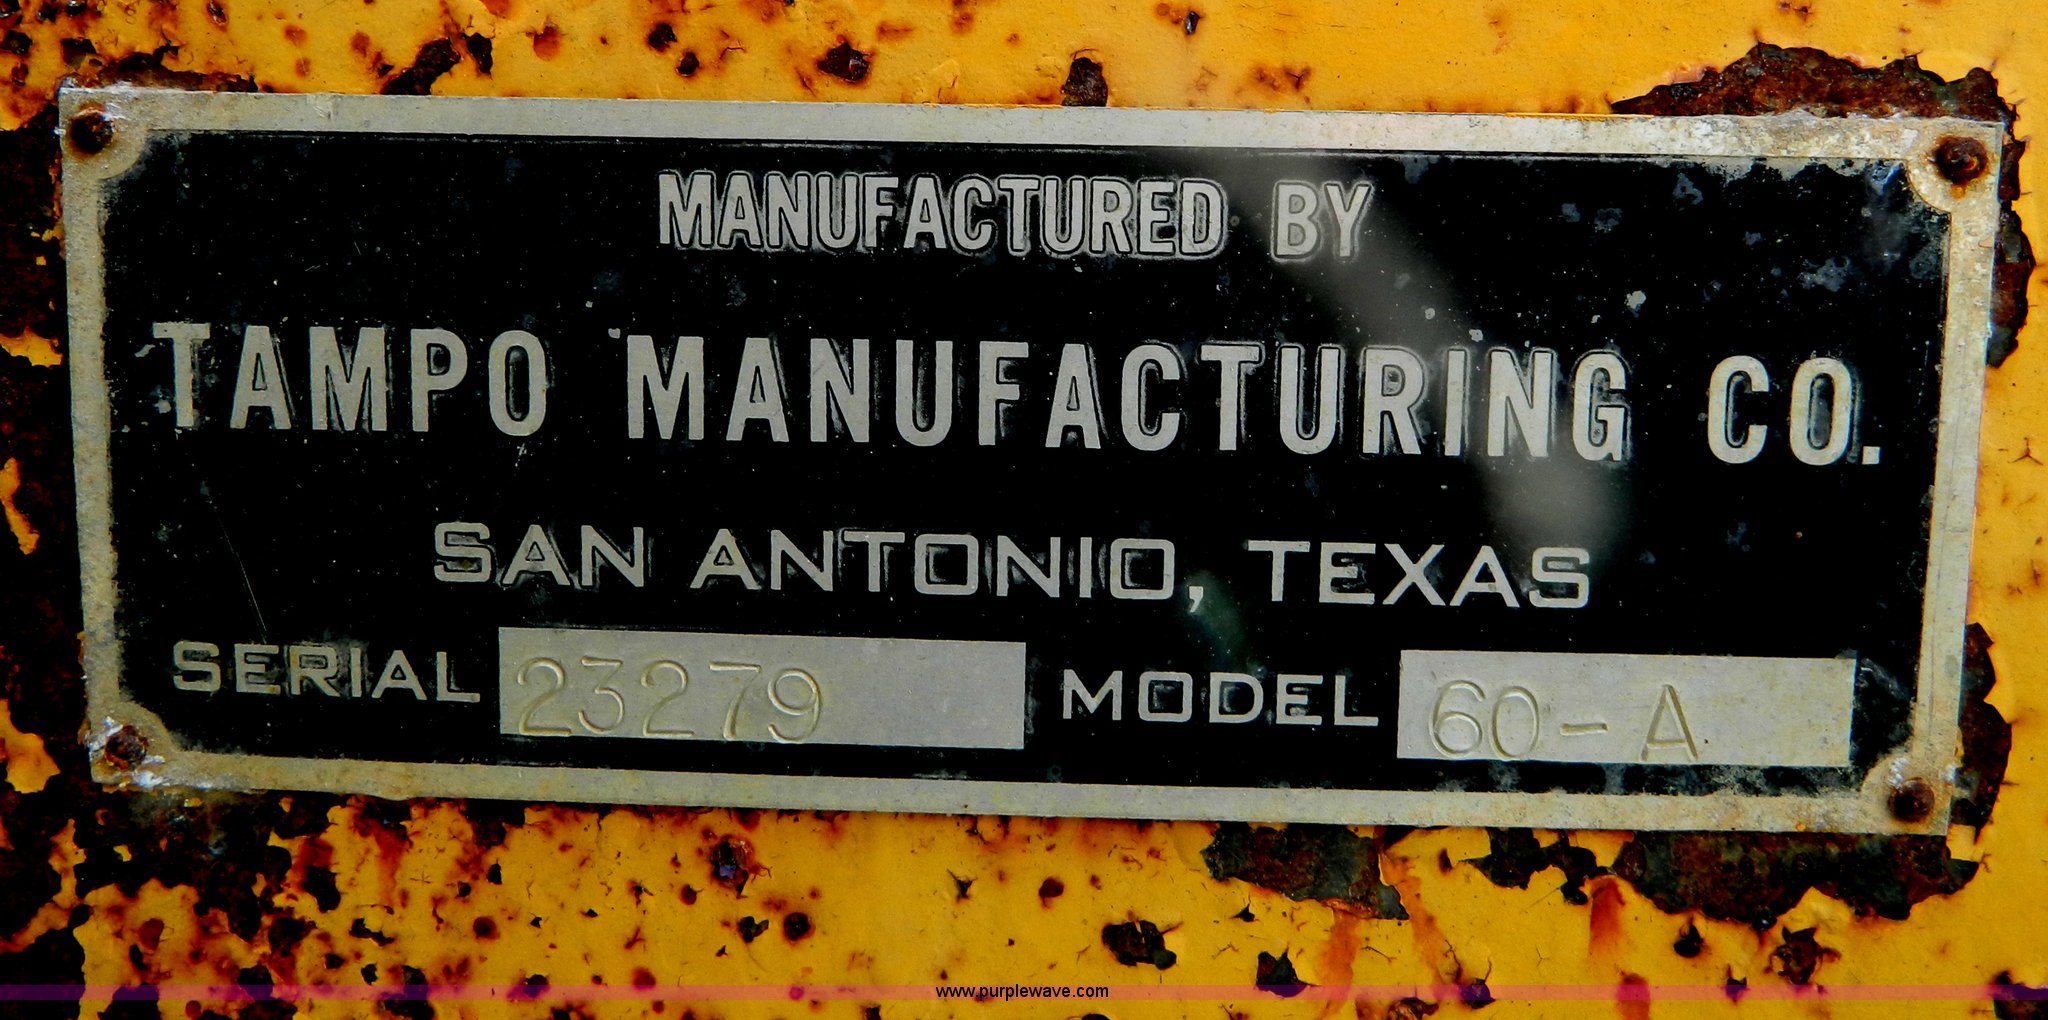 MANUFACTURED BY
TAMPO MANUFACTURING CO.
SAN ANTONIO, TEXAS
SERIAL 23279 MODEL 60-A
www.purplewave.com